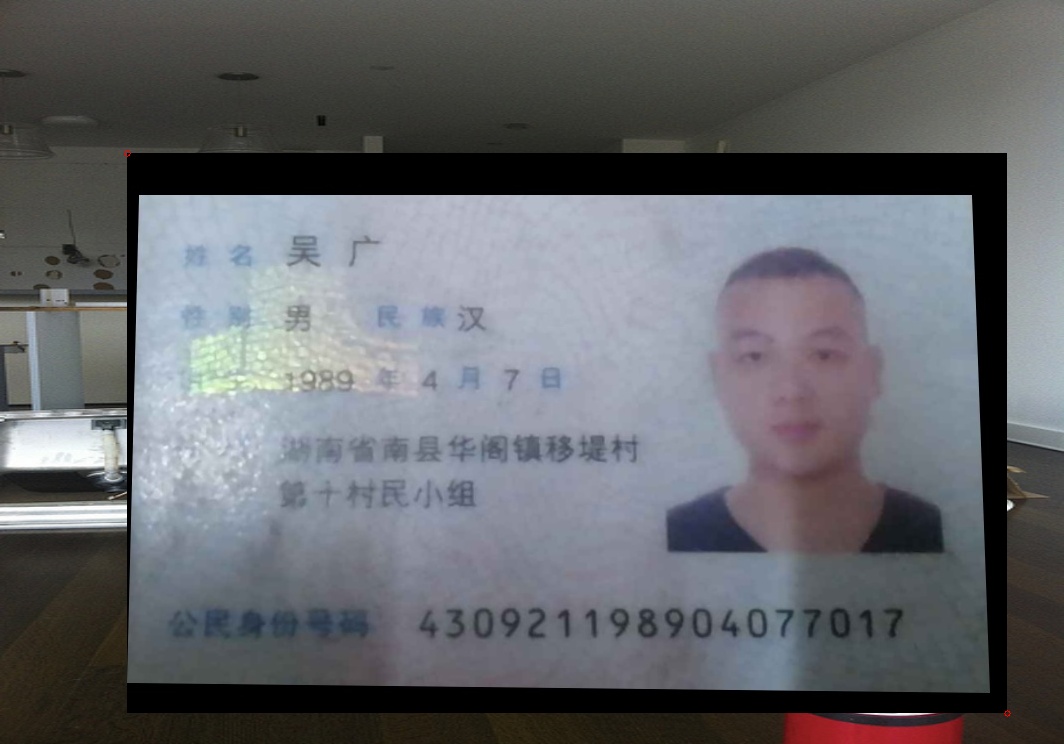 姓名 吴广
性别 男 民族 汉
1989 年 4 月 7 日
湖南省南县华阁镇移堤村
第十村民小组
公民身份号码 430921198904077017